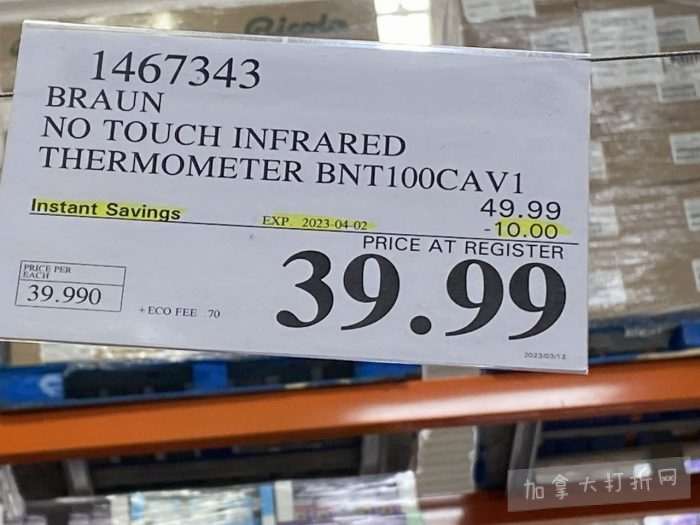 1467343
BRAUN
NO TOUCH INFRARED
THERMOMETER BNT100CAV1
49.99
Instant Savings EXP. 2023-04-02 -10.00
PRICE AT REGISTER
39.99
PRICE PER
EACH
39.990
+ECO FEE .70
2023/03/12
加拿大打折网